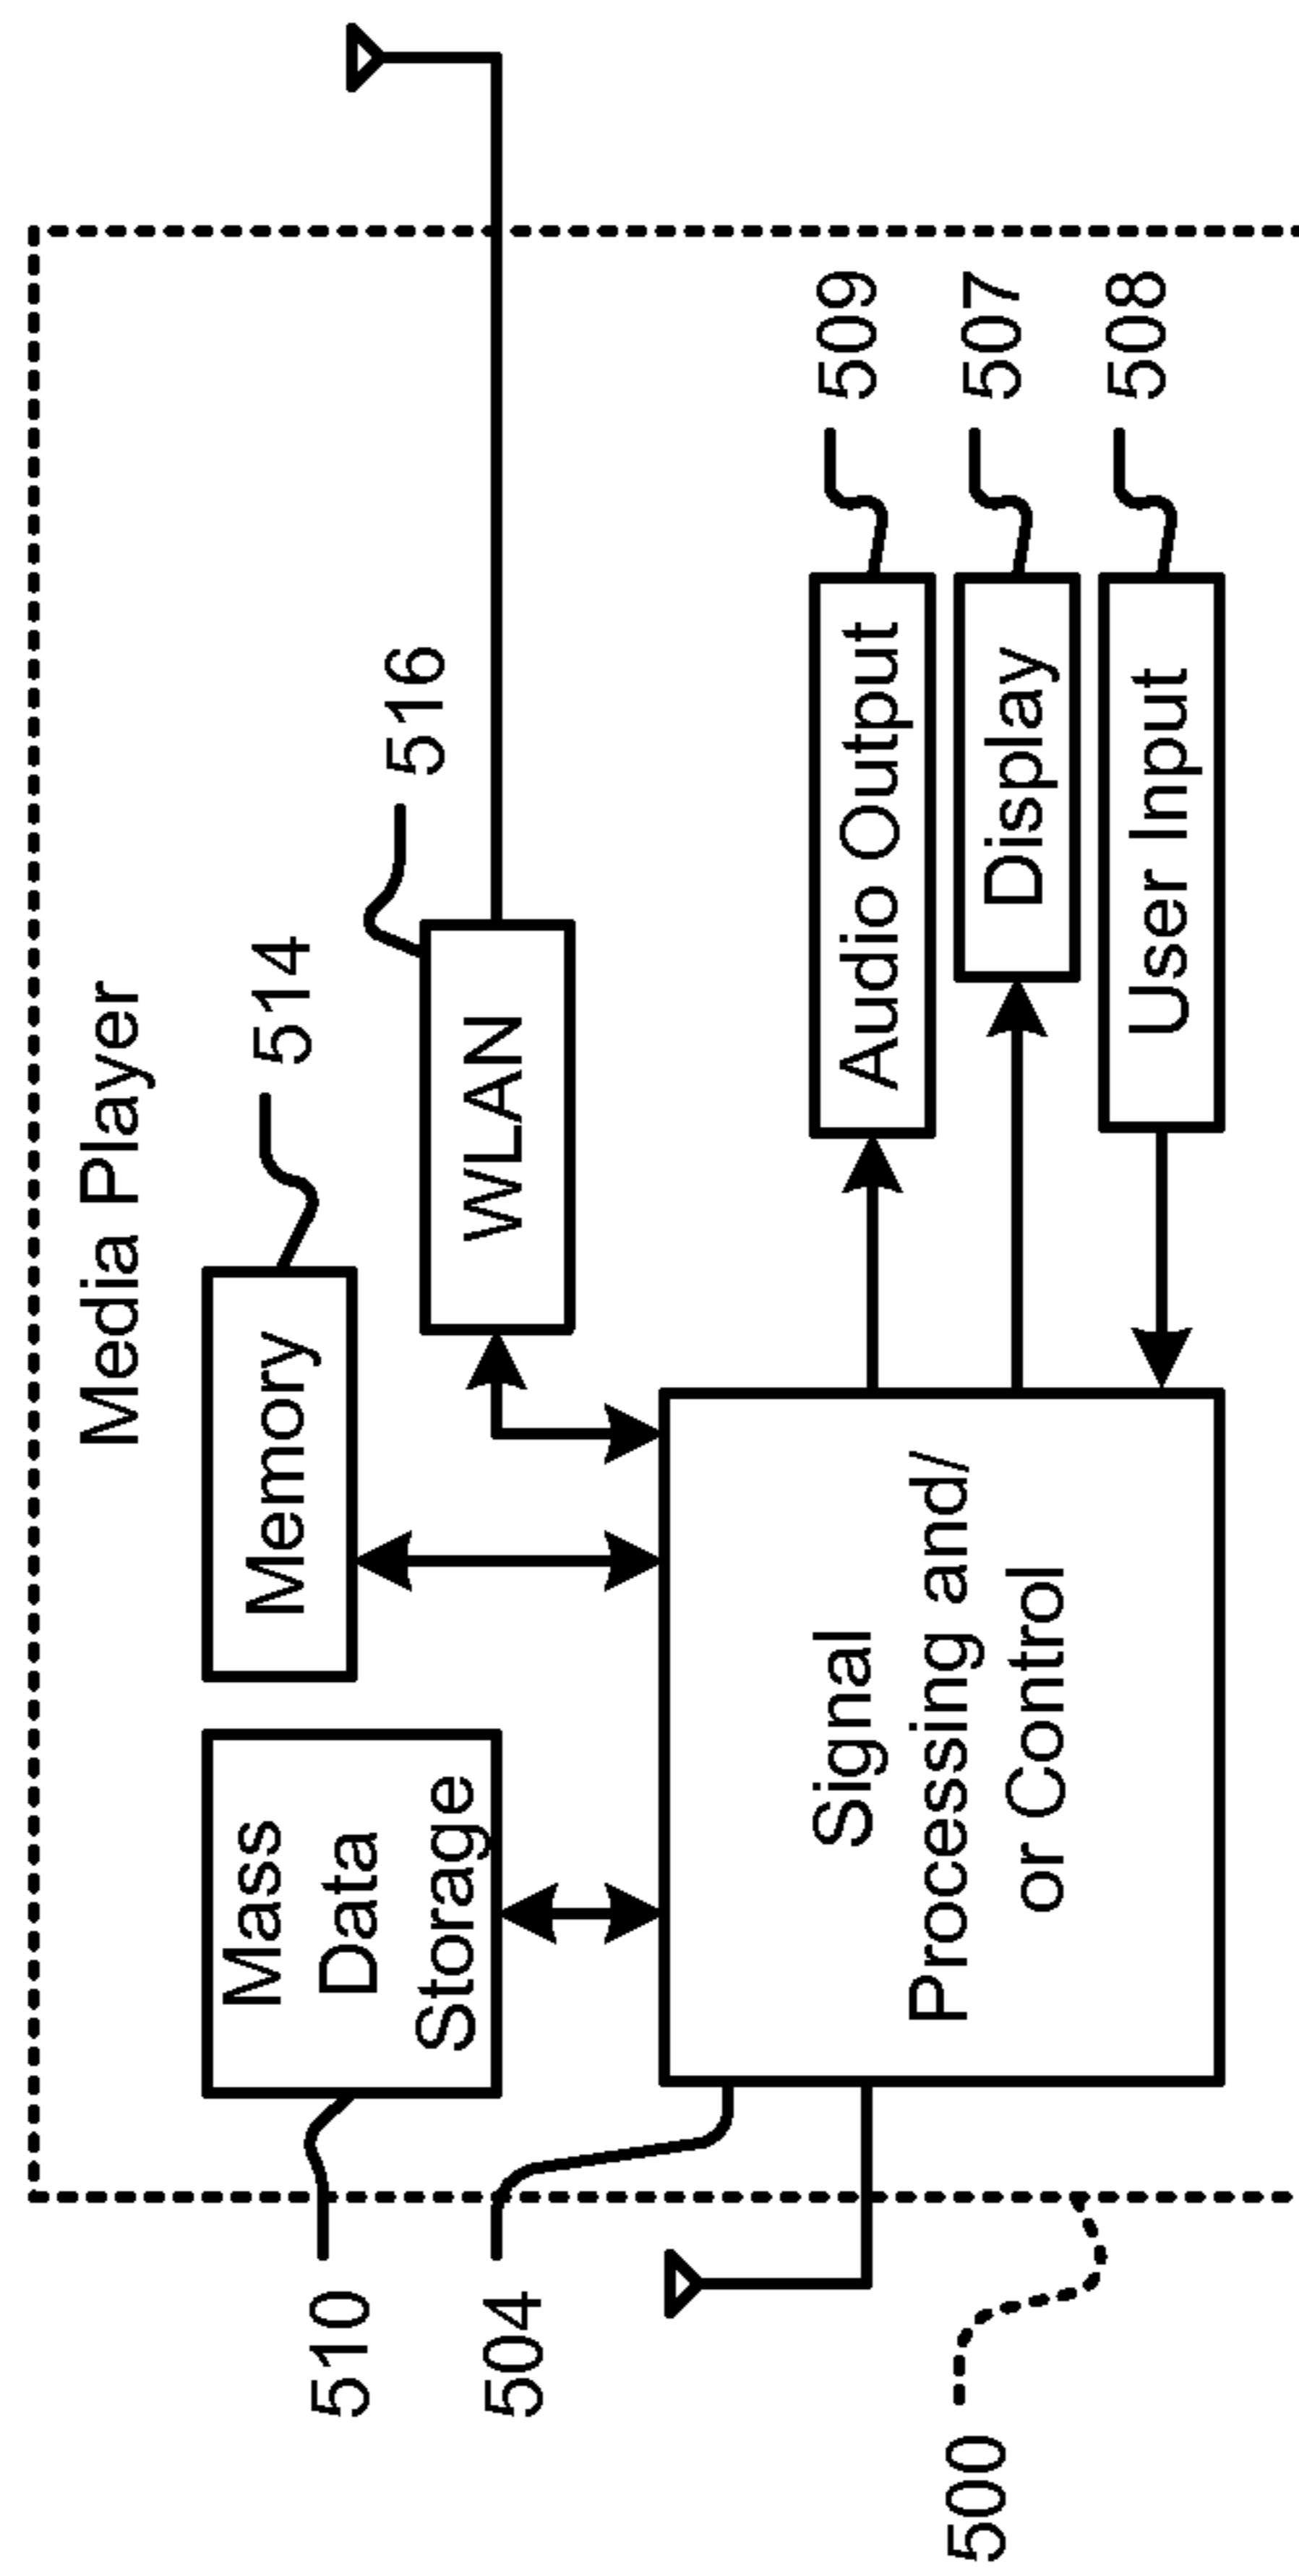 Media Player
510
Mass
Data
Storage
Memory
514
WLAN
516
504
Signal
Processing and/
or Control
Audio Output
509
Display
507
User Input
508
500